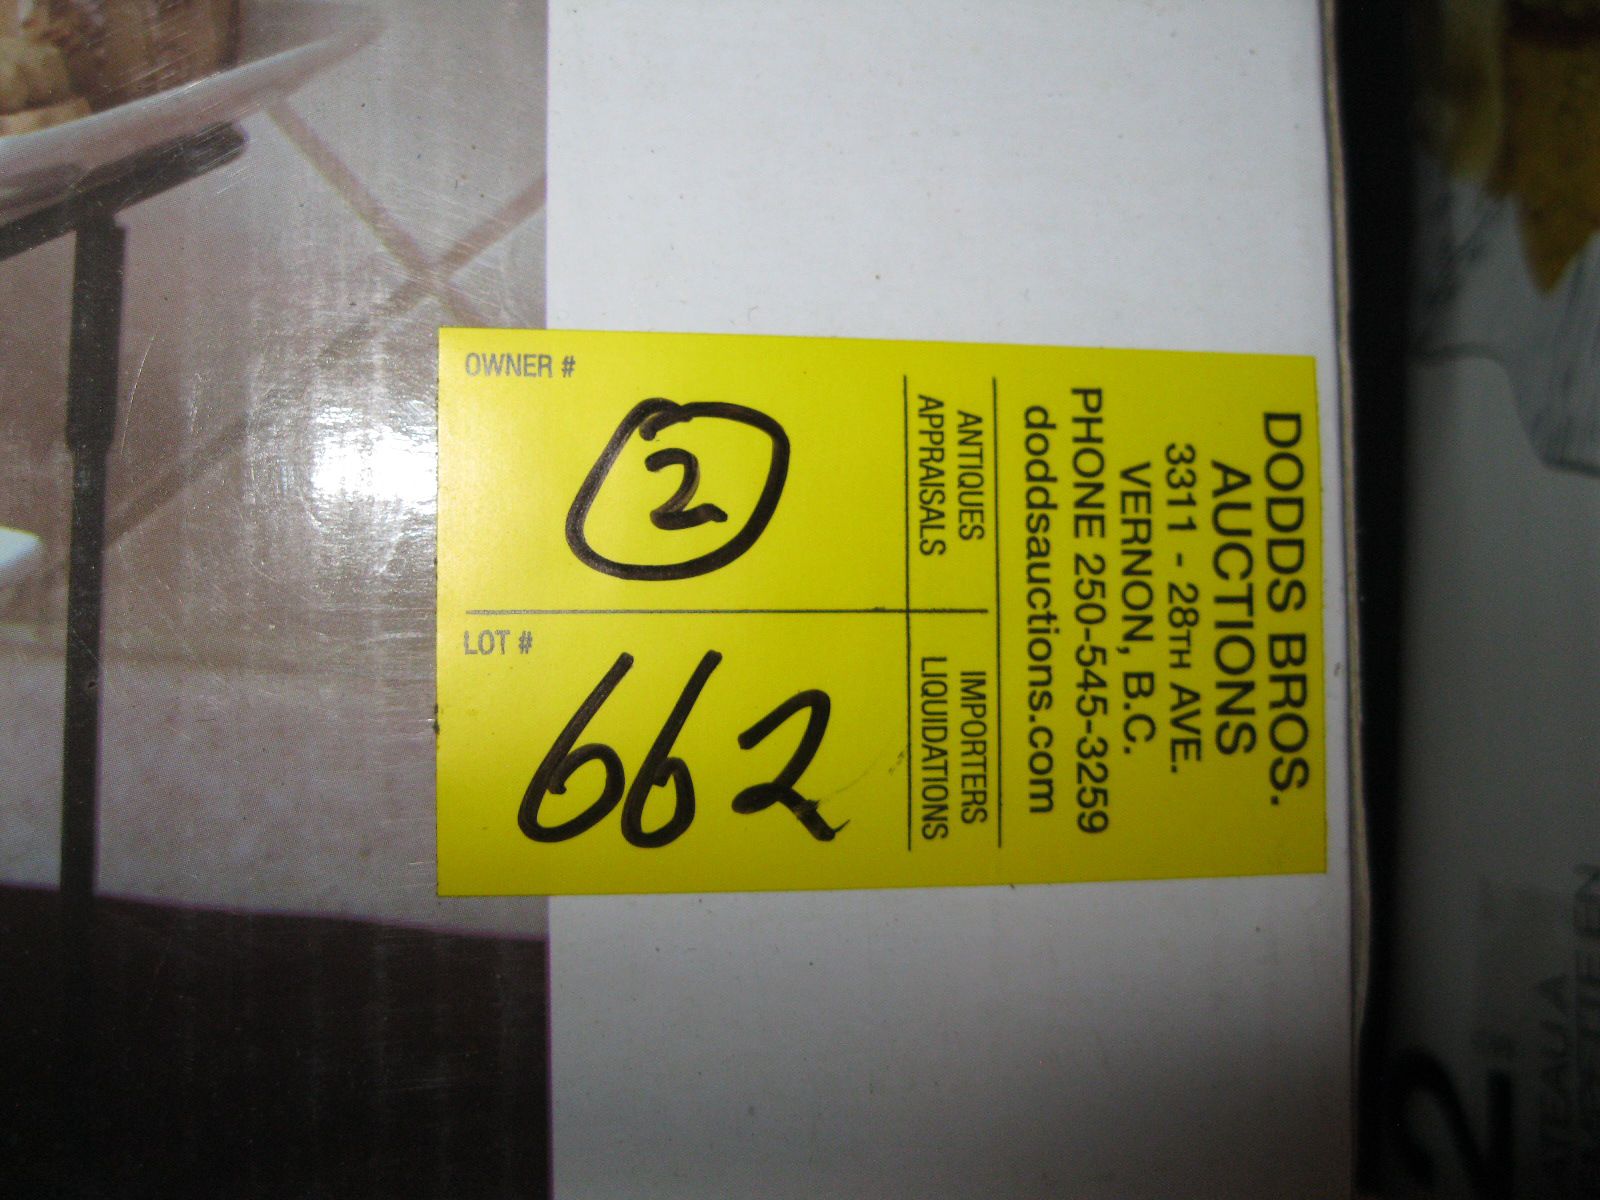 DODDS BROS.
AUCTIONS
3311 - 28TH AVE.
VERNON, B.C.
PHONE 250-545-3259
doddsauctions.com
ANTIQUES
APPRAISALS
IMPORTERS
LIQUIDATIONS
OWNER #
2
LOT #
662